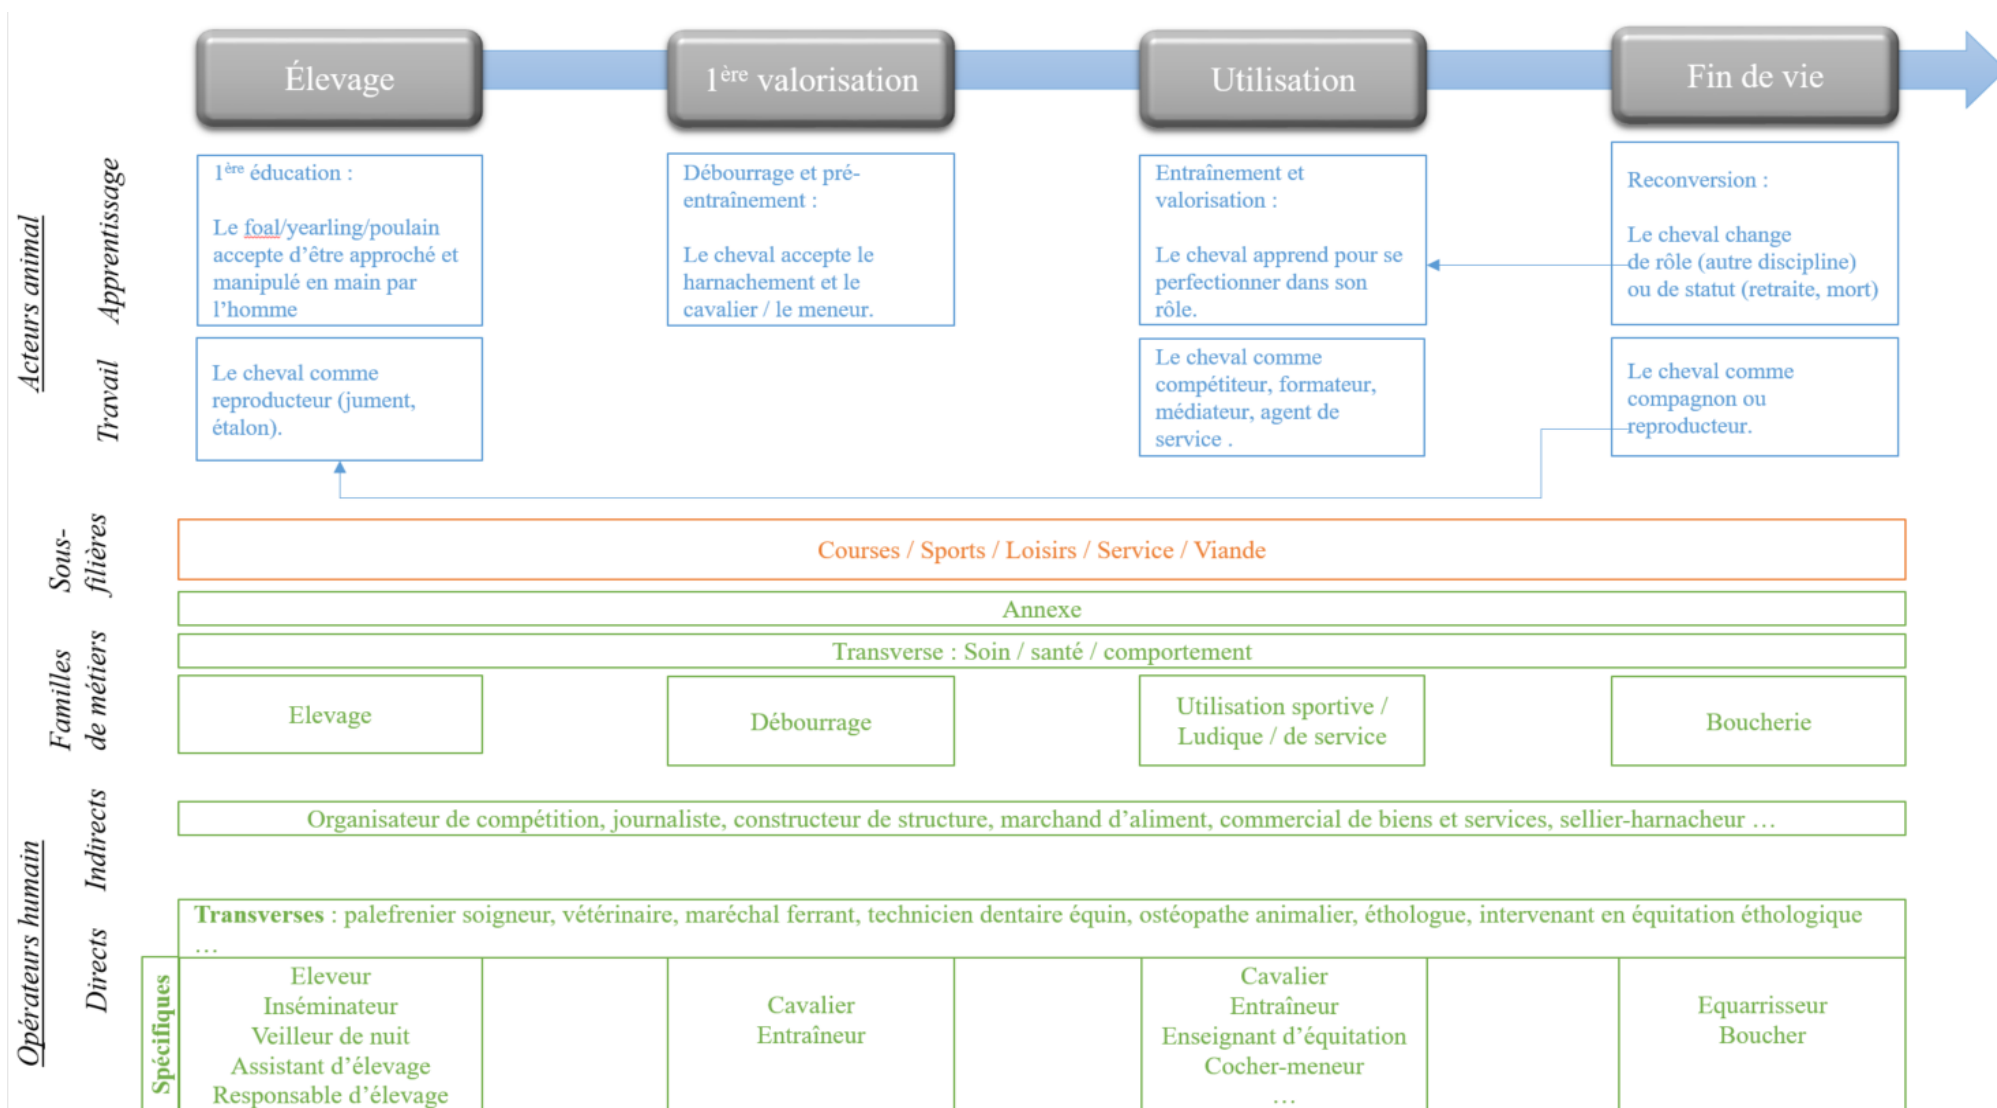 Élevage
1ère valorisation
Utilisation
Fin de vie
Acteurs animal
Apprentissage
1ère éducation :
Le foal/yearling/poulain
accepte d’être approché et
manipulé en main par
l’homme
Débourrage et pré-
entraînement :
Le cheval accepte le
harnachement et le
cavalier / le meneur.
Entraînement et
valorisation :
Le cheval apprend pour se
perfectionner dans son
rôle.
Reconversion :
Le cheval change
de rôle (autre discipline)
ou de statut (retraite, mort)
Travail
Le cheval comme
reproducteur (jument,
étalon).
Le cheval comme
compétiteur, formateur,
médiateur, agent de
service .
Le cheval comme
compagnon ou
reproducteur.
Sous-
filières
Courses / Sports / Loisirs / Service / Viande
Familles
de métiers
Annexe
Transverse : Soin / santé / comportement
Elevage
Débourrage
Utilisation sportive /
Ludique / de service
Boucherie
Opérateurs humain
Indirects
Organisateur de compétition, journaliste, constructeur de structure, marchand d’aliment, commercial de biens et services, sellier-harnacheur …
Directs
Transverses : palefrenier soigneur, vétérinaire, maréchal ferrant, technicien dentaire équin, ostéopathe animalier, éthologue, intervenant en équitation éthologique
…
Spécifiques
Eleveur
Inséminateur
Veilleur de nuit
Assistant d’élevage
Responsable d’élevage
Cavalier
Entraîneur
Cavalier
Entraîneur
Enseignant d’équitation
Cocher-meneur
…
Equarrisseur
Boucher